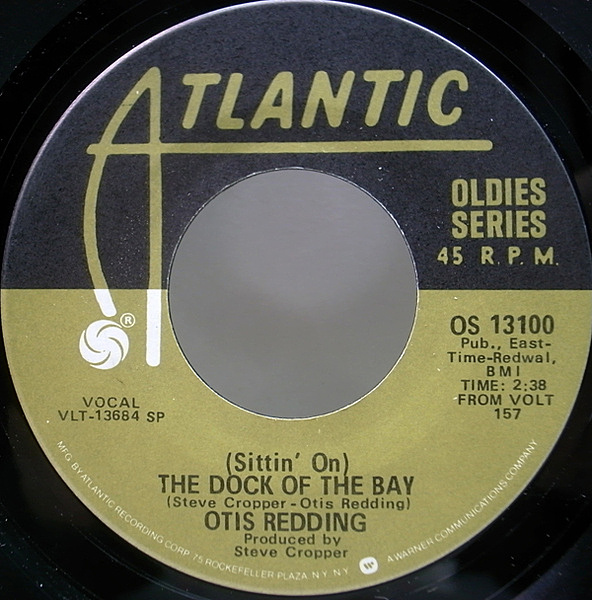 ATLANTIC
OLDIES
SERIES
45 R.P.M.
®
OS 13100
Pub., East-
Time-Redwal,
BMI
TIME: 2:38
FROM VOLT
157
VOCAL
VLT-13684 SP
(Sittin' On)
THE DOCK OF THE BAY
(Steve Cropper-Otis Redding)
OTIS REDDING
Produced by
Steve Cropper
MFG BY ATLANTIC RECORDING CORP. 75 ROCKEFELLER PLAZA N.Y. N.Y. W A WARNER COMMUNICATIONS COMPANY